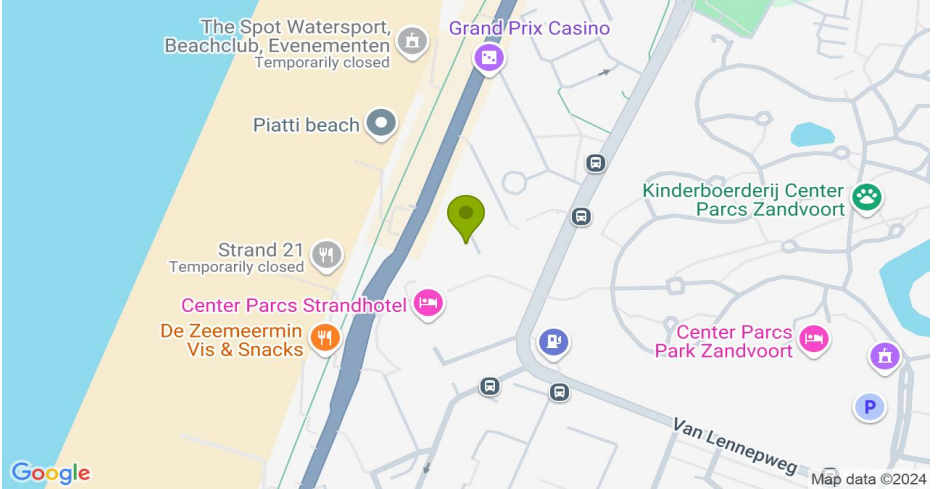 The Spot Watersport,
Beachclub, Evenementen
Temporarily closed
Grand Prix Casino
Piatti beach
Kinderboerderij Center
Parcs Zandvoort
Strand 21
Temporarily closed
Center Parcs Strandhotel
De Zeemeermin
Vis & Snacks
Center Parcs
Park Zandvoort
P
Van Lennepweg
Google
Map data ©2024